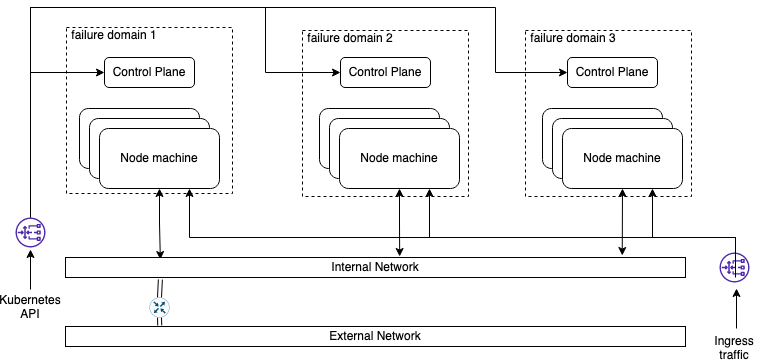 failure domain 1
failure domain 2
failure domain 3
Control Plane
Control Plane
Control Plane
Node machine
Node machine
Node machine
Internal Network
Kubernetes
API
External Network
Ingress
traffic